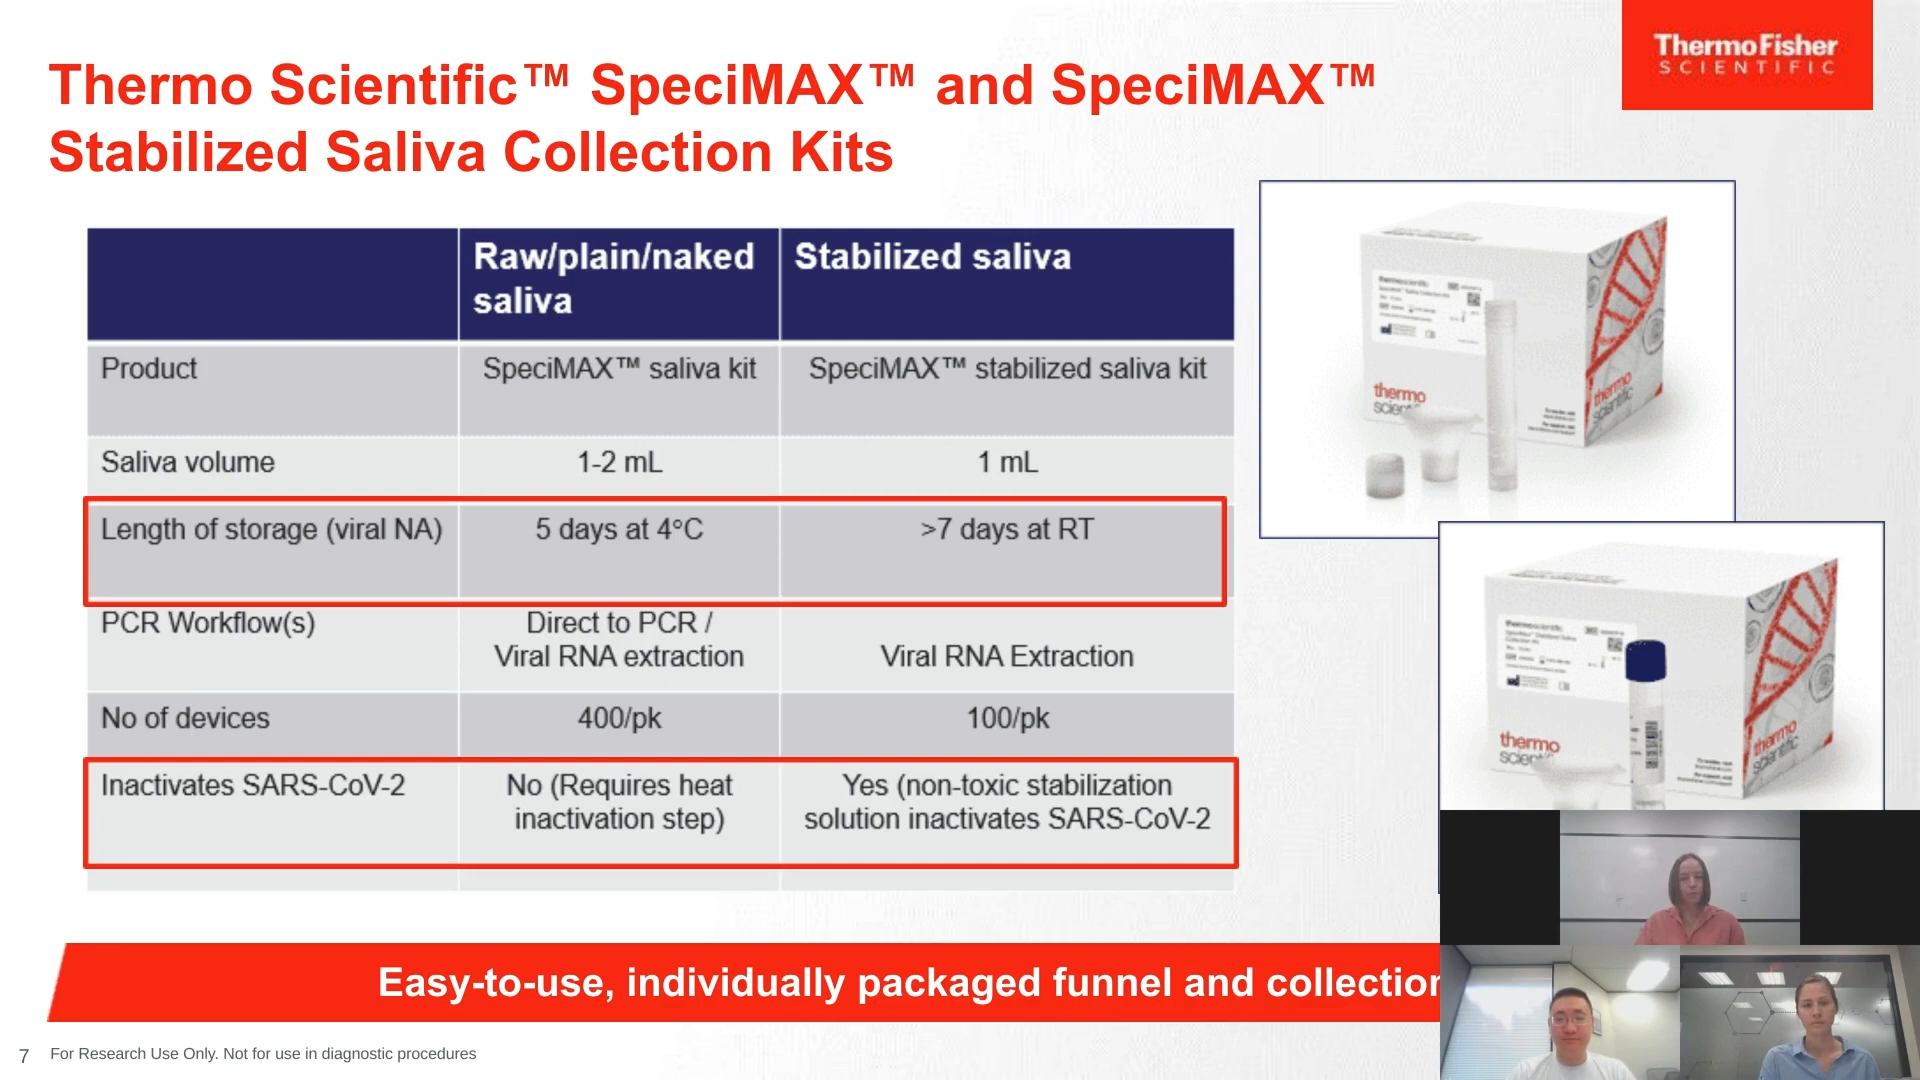 Thermo Scientific™ SpeciMAX™ and SpeciMAX™
Stabilized Saliva Collection Kits
ThermoFisher
SCIENTIFIC
Raw/plain/naked
saliva
Stabilized saliva
Product
SpeciMAX™ saliva kit
SpeciMAX™ stabilized saliva kit
Saliva volume
1-2 mL
1 mL
Length of storage (viral NA)
5 days at 4°C
>7 days at RT
PCR Workflow(s)
Direct to PCR /
Viral RNA extraction
Viral RNA Extraction
No of devices
400/pk
100/pk
Inactivates SARS-CoV-2
No (Requires heat
inactivation step)
Yes (non-toxic stabilization
solution inactivates SARS-CoV-2
thermo
scientific
thermo
scientific
Easy-to-use, individually packaged funnel and collection
7
For Research Use Only. Not for use in diagnostic procedures